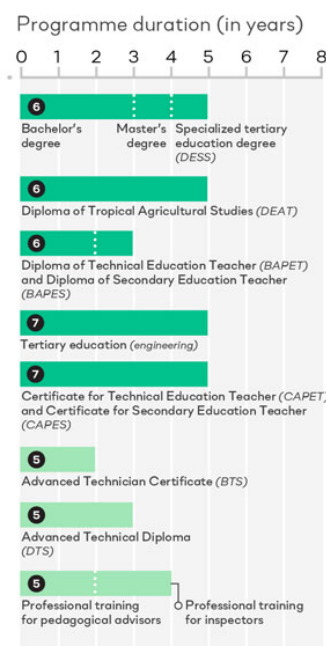 Programme duration (in years)
0 1 2 3 4 5 6 7 8
6
Bachelor's Master's Specialized tertiary
degree degree education degree
(DESS)
6
Diploma of Tropical Agricultural Studies (DEAT)
6
Diploma of Technical Education Teacher (BAPET)
and Diploma of Secondary Education Teacher
(BAPES)
7
Tertiary education (engineering)
7
Certificate for Technical Education Teacher (CAPET)
and Certificate for Secondary Education Teacher
(CAPES)
5
Advanced Technician Certificate (BTS)
5
Advanced Technical Diploma
(DTS)
5
Professional training Professional training
for pedagogical advisors for inspectors